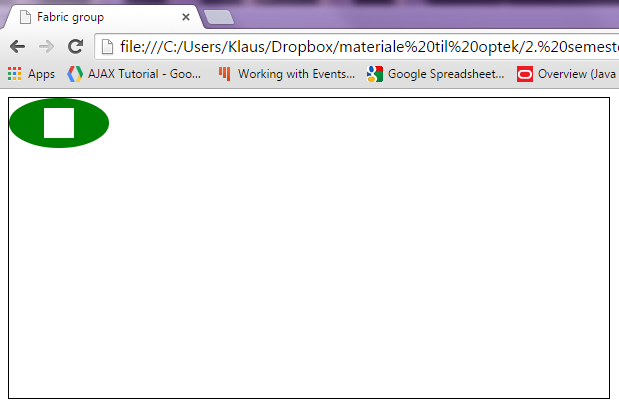 Fabric group
file:///C:/Users/Klaus/Dropbox/materiale%20til%20optek/2.%20semeste
Apps AJAX Tutorial - Goo... Working with Events... Google Spreadsheet... Overview (Java